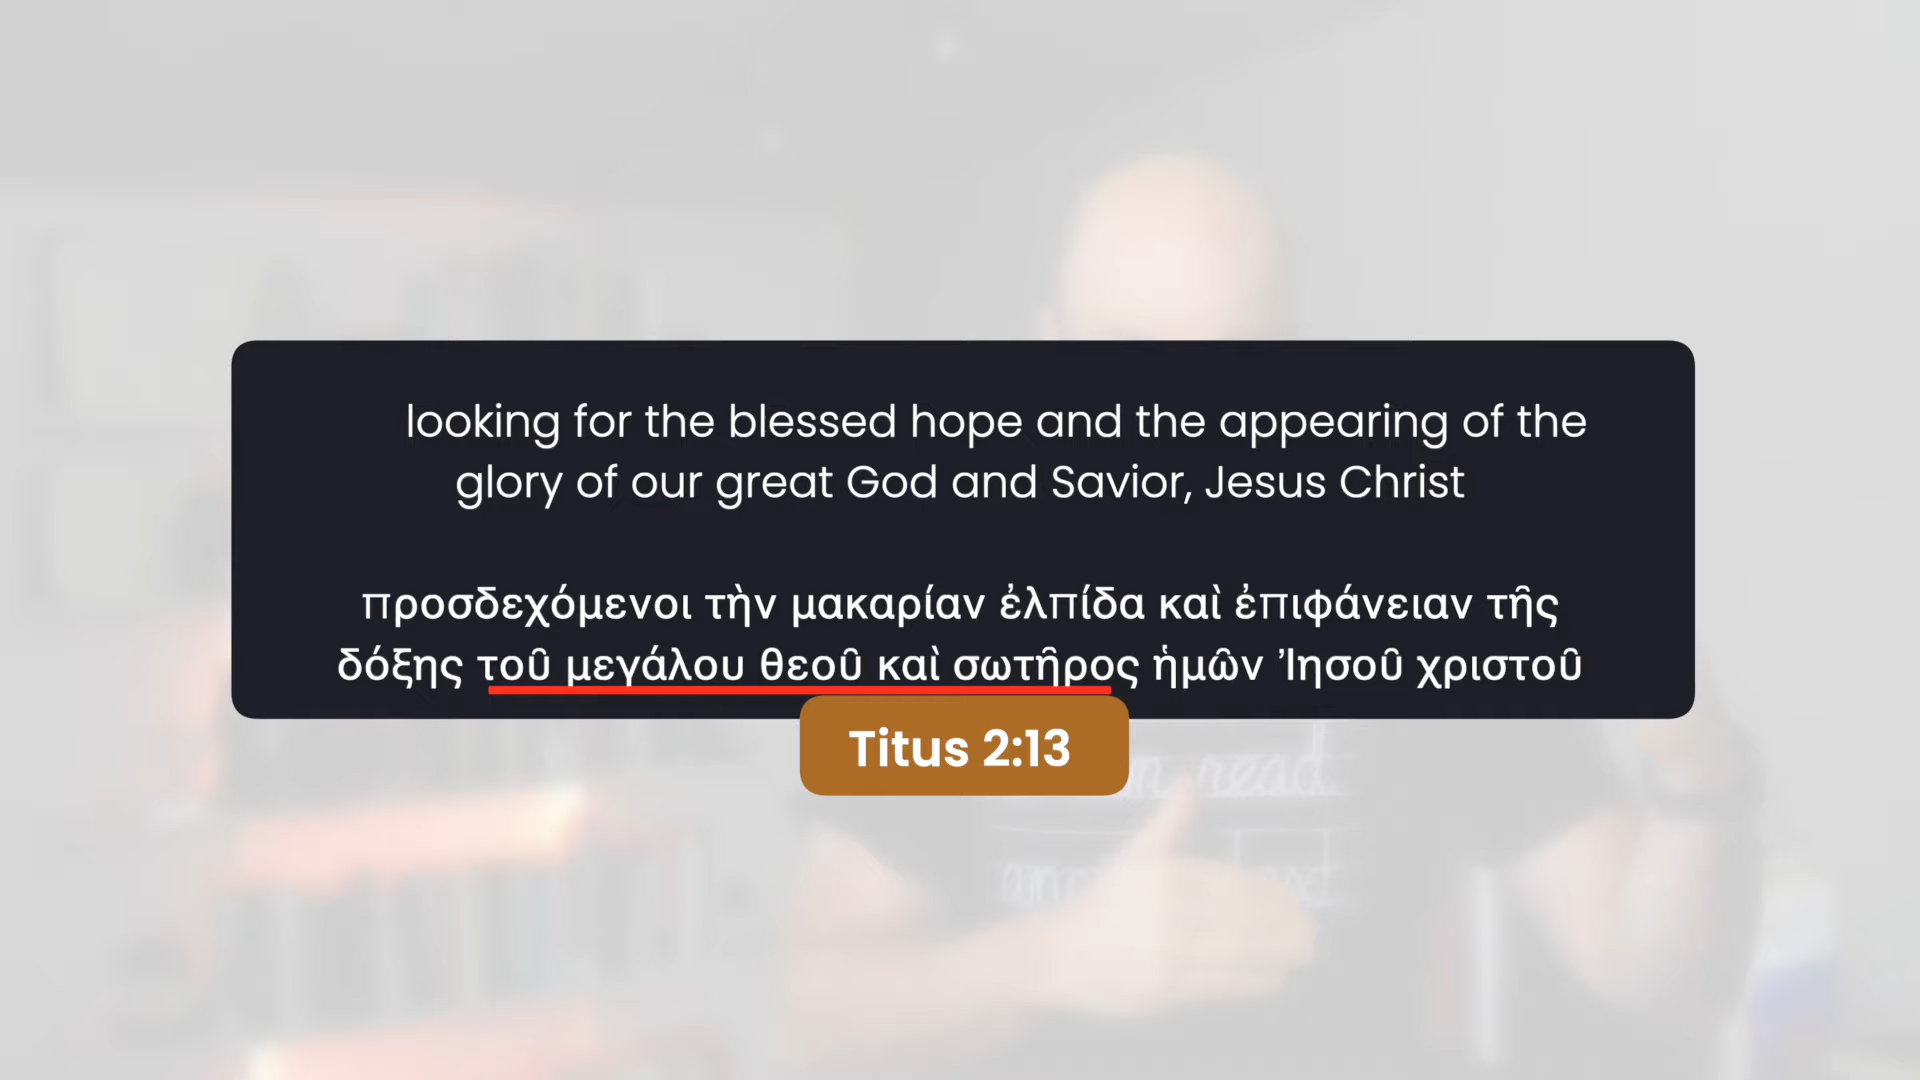 looking for the blessed hope and the appearing of the
glory of our great God and Savior, Jesus Christ
προσδεχόμενοι τὴν μακαρίαν ἐλπίδα καὶ ἐπιφάνειαν τῆς
δόξης τοῦ μεγάλου θεοῦ καὶ σωτῆρος ἡμῶν Ἰησοῦ χριστοῦ
Titus 2:13
read